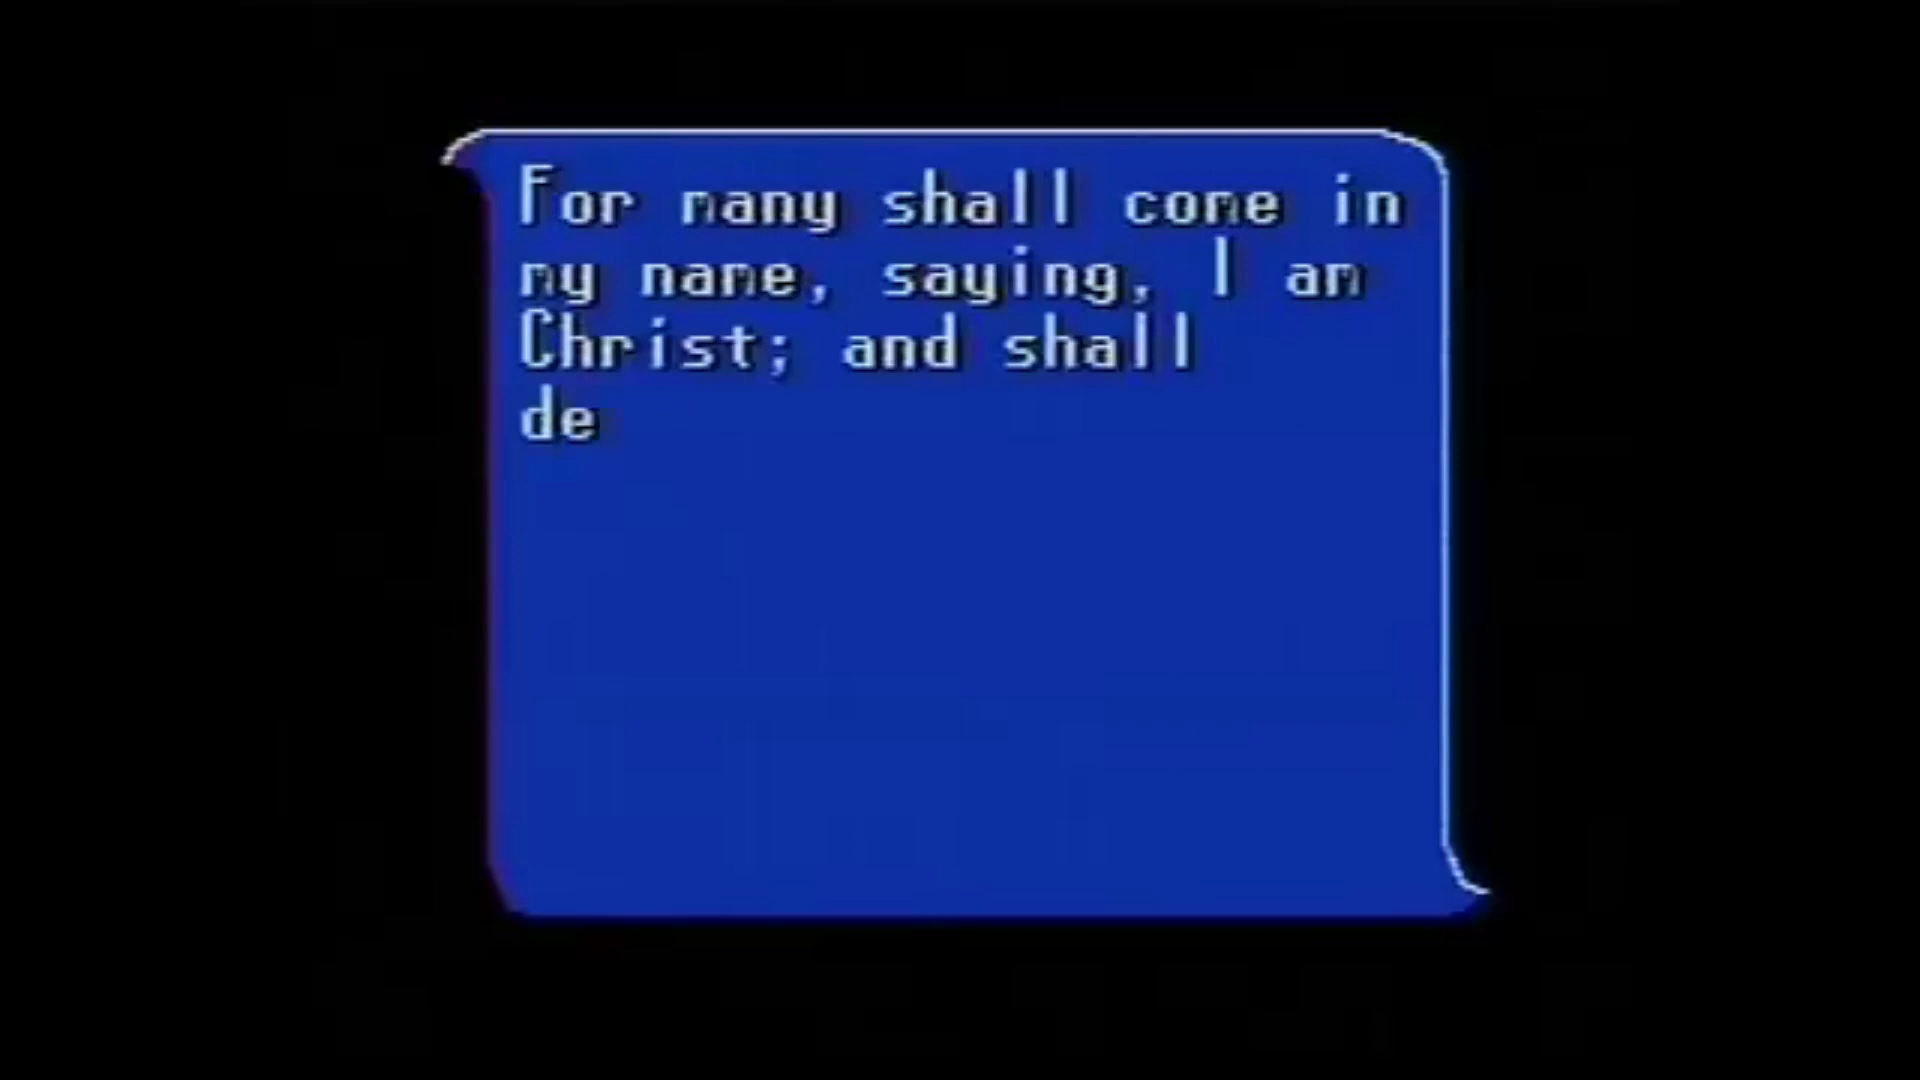 For many shall come in
my name, saying, I am
Christ; and shall
de